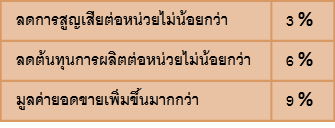 ลดการสูญเสียต่อหน่วยไม่น้อยกว่า 3 %
ลดต้นทุนการผลิตต่อหน่วยไม่น้อยกว่า 6 %
มูลค่ายอดขายเพิ่มขึ้นมากกว่า 9 %